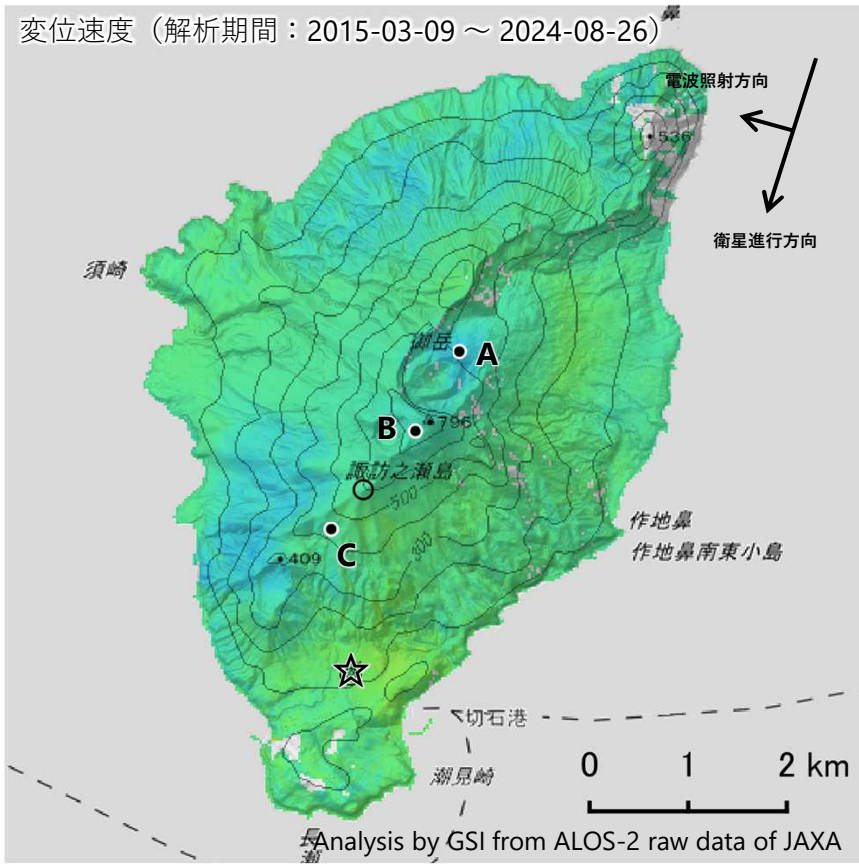 変位速度（解析期間：2015-03-09 ～ 2024-08-26）
鼻
電波照射方向
536
衛星進行方向
須崎
御岳
A
B
796
諏訪之瀬島
500
作地鼻
作地鼻南東小島
300
C
409
切石港
潮見崎
0 1 2 km
長瀬
Analysis by GSI from ALOS-2 raw data of JAXA